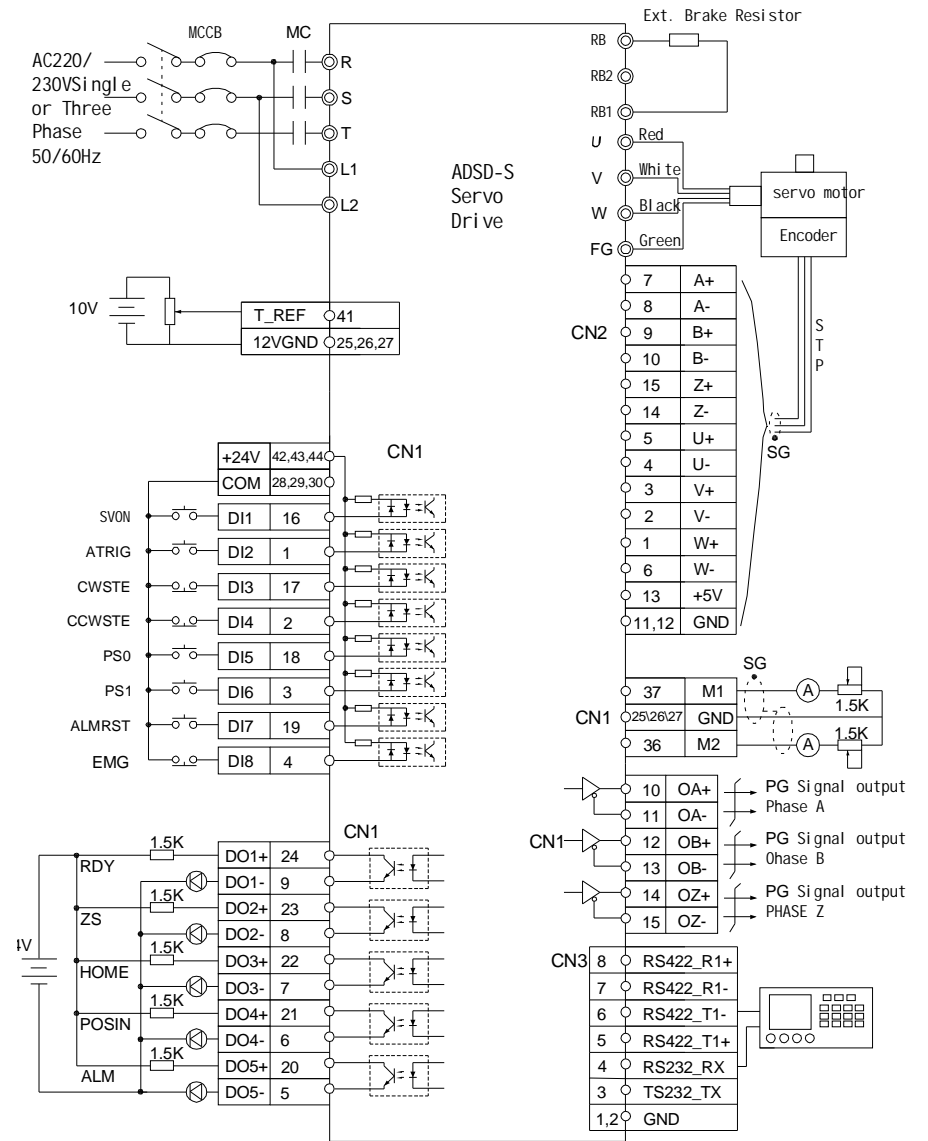 Ext. Brake Resistor
MCCB
MC
AC220/
230VSingle
or Three
Phase
50/60Hz
R
S
T
L1
L2
ADSD-S
Servo
Drive
RB
RB2
RB1
U Red
V White
W Black
FG Green
servo motor
Encoder
S
T
P
SG
10V
T_REF 41
12VGND 25,26,27
CN2
7 A+
8 A-
9 B+
10 B-
15 Z+
14 Z-
5 U+
4 U-
3 V+
2 V-
1 W+
6 W-
13 +5V
11,12 GND
CN1
+24V 42,43,44
COM 28,29,30
SVON DI1 16
ATRIG DI2 1
CWSTE DI3 17
CCWSTE DI4 2
PS0 DI5 18
PS1 DI6 3
ALMRST DI7 19
EMG DI8 4
SG
CN1
37 M1 A 1.5K
25\26\27 GND
36 M2 A 1.5K
CN1
10 OA+
11 OA-
12 OB+
13 OB-
14 OZ+
15 OZ-
PG Signal output
Phase A
PG Signal output
Ohase B
PG Signal output
PHASE Z
CN1
4V
1.5K
RDY DO1+ 24
DO1- 9
1.5K
ZS DO2+ 23
DO2- 8
1.5K
HOME DO3+ 22
DO3- 7
1.5K
POSIN DO4+ 21
DO4- 6
1.5K
ALM DO5+ 20
DO5- 5
CN3
8 RS422_R1+
7 RS422_R1-
6 RS422_T1-
5 RS422_T1+
4 RS232_RX
3 TS232_TX
1,2 GND